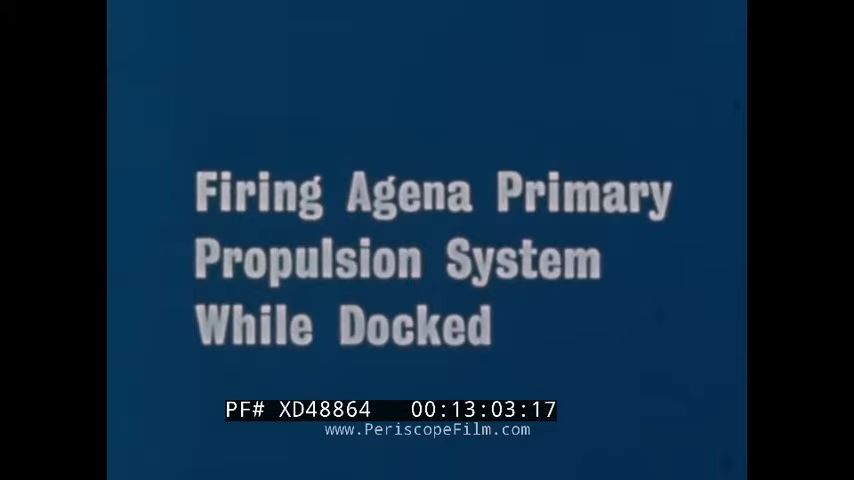 Firing Agena Primary
Propulsion System
While Docked
PF# XD48864 00:13:03:17
www.PeriscopeFilm.com